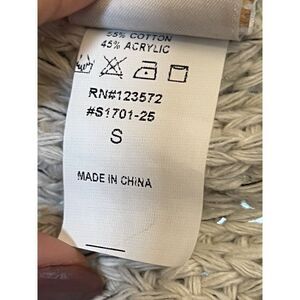 55% COTTON
45% ACRYLIC
RN#123572
#S1701-25
S
MADE IN CHINA